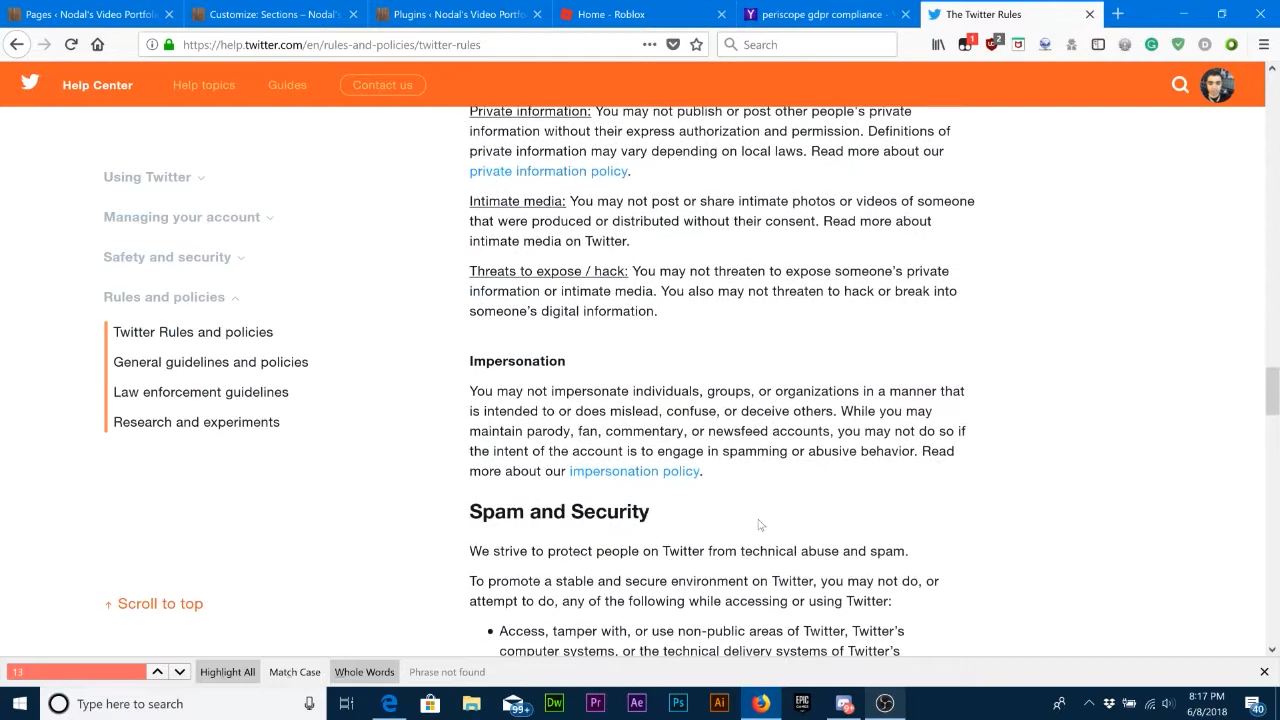 Pages ‹ Nodal's Video Portfol
Customize: Sections – Nodal's
Plugins ‹ Nodal's Video Portfo
Home - Roblox
periscope gdpr compliance -
The Twitter Rules
https://help.twitter.com/en/rules-and-policies/twitter-rules
Search
1
2
Help Center
Help topics
Guides
Contact us
Using Twitter
Managing your account
Safety and security
Rules and policies
Twitter Rules and policies
General guidelines and policies
Law enforcement guidelines
Research and experiments
Scroll to top
Private information: You may not publish or post other people's private
information without their express authorization and permission. Definitions of
private information may vary depending on local laws. Read more about our
private information policy.
Intimate media: You may not post or share intimate photos or videos of someone
that were produced or distributed without their consent. Read more about
intimate media on Twitter.
Threats to expose / hack: You may not threaten to expose someone’s private
information or intimate media. You also may not threaten to hack or break into
someone’s digital information.
Impersonation
You may not impersonate individuals, groups, or organizations in a manner that
is intended to or does mislead, confuse, or deceive others. While you may
maintain parody, fan, commentary, or newsfeed accounts, you may not do so if
the intent of the account is to engage in spamming or abusive behavior. Read
more about our impersonation policy.
Spam and Security
We strive to protect people on Twitter from technical abuse and spam.
To promote a stable and secure environment on Twitter, you may not do, or
attempt to do, any of the following while accessing or using Twitter:
• Access, tamper with, or use non-public areas of Twitter, Twitter’s
computer systems, or the technical delivery systems of Twitter’s
13
Highlight All
Match Case
Whole Words
Phrase not found
Type here to search
99+
Dw
Pr
Ae
Ps
Ai
EPIC
GAMES
8:17 PM
6/8/2018
40